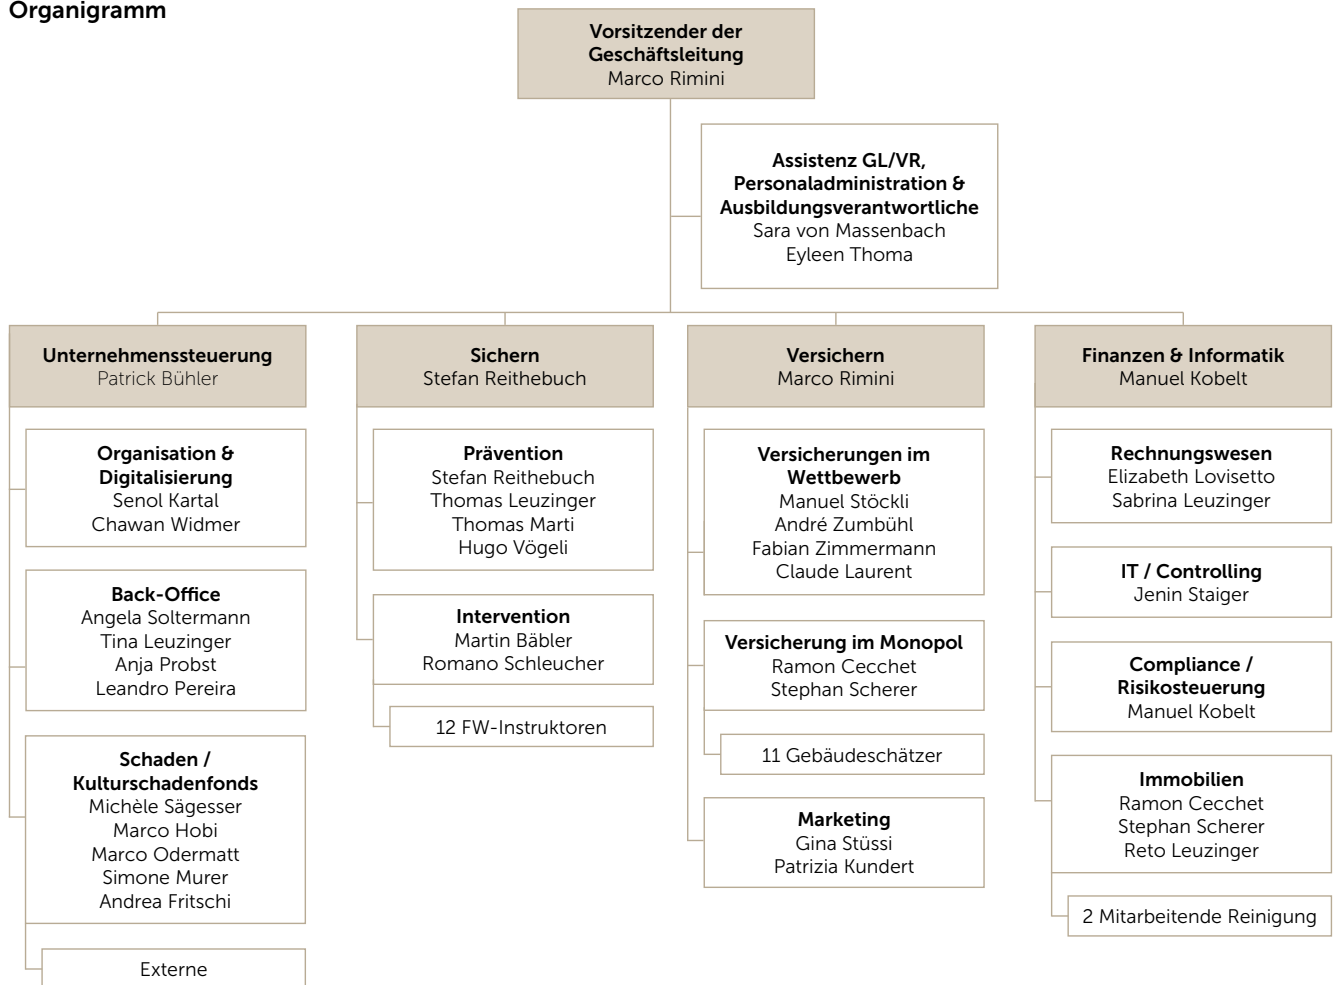 Organigramm
Vorsitzender der
Geschäftsleitung
Marco Rimini
Assistenz GL/VR,
Personaladministration &
Ausbildungsverantwortliche
Sara von Massenbach
Eyleen Thoma
Unternehmenssteuerung
Patrick Bühler
Organisation &
Digitalisierung
Senol Kartal
Chawan Widmer
Back-Office
Angela Soltermann
Tina Leuzinger
Anja Probst
Leandro Pereira
Schaden /
Kulturschadenfonds
Michèle Sägesser
Marco Hobi
Marco Odermatt
Simone Murer
Andrea Fritschi
Externe
Sichern
Stefan Reithebuch
Prävention
Stefan Reithebuch
Thomas Leuzinger
Thomas Marti
Hugo Vögeli
Intervention
Martin Bäbler
Romano Schleucher
12 FW-Instruktoren
Versichern
Marco Rimini
Versicherungen im
Wettbewerb
Manuel Stöckli
André Zumbühl
Fabian Zimmermann
Claude Laurent
Versicherung im Monopol
Ramon Cecchet
Stephan Scherer
11 Gebäudeschätzer
Marketing
Gina Stüssi
Patrizia Kundert
Finanzen & Informatik
Manuel Kobelt
Rechnungswesen
Elizabeth Lovisetto
Sabrina Leuzinger
IT / Controlling
Jenin Staiger
Compliance /
Risikosteuerung
Manuel Kobelt
Immobilien
Ramon Cecchet
Stephan Scherer
Reto Leuzinger
2 Mitarbeitende Reinigung